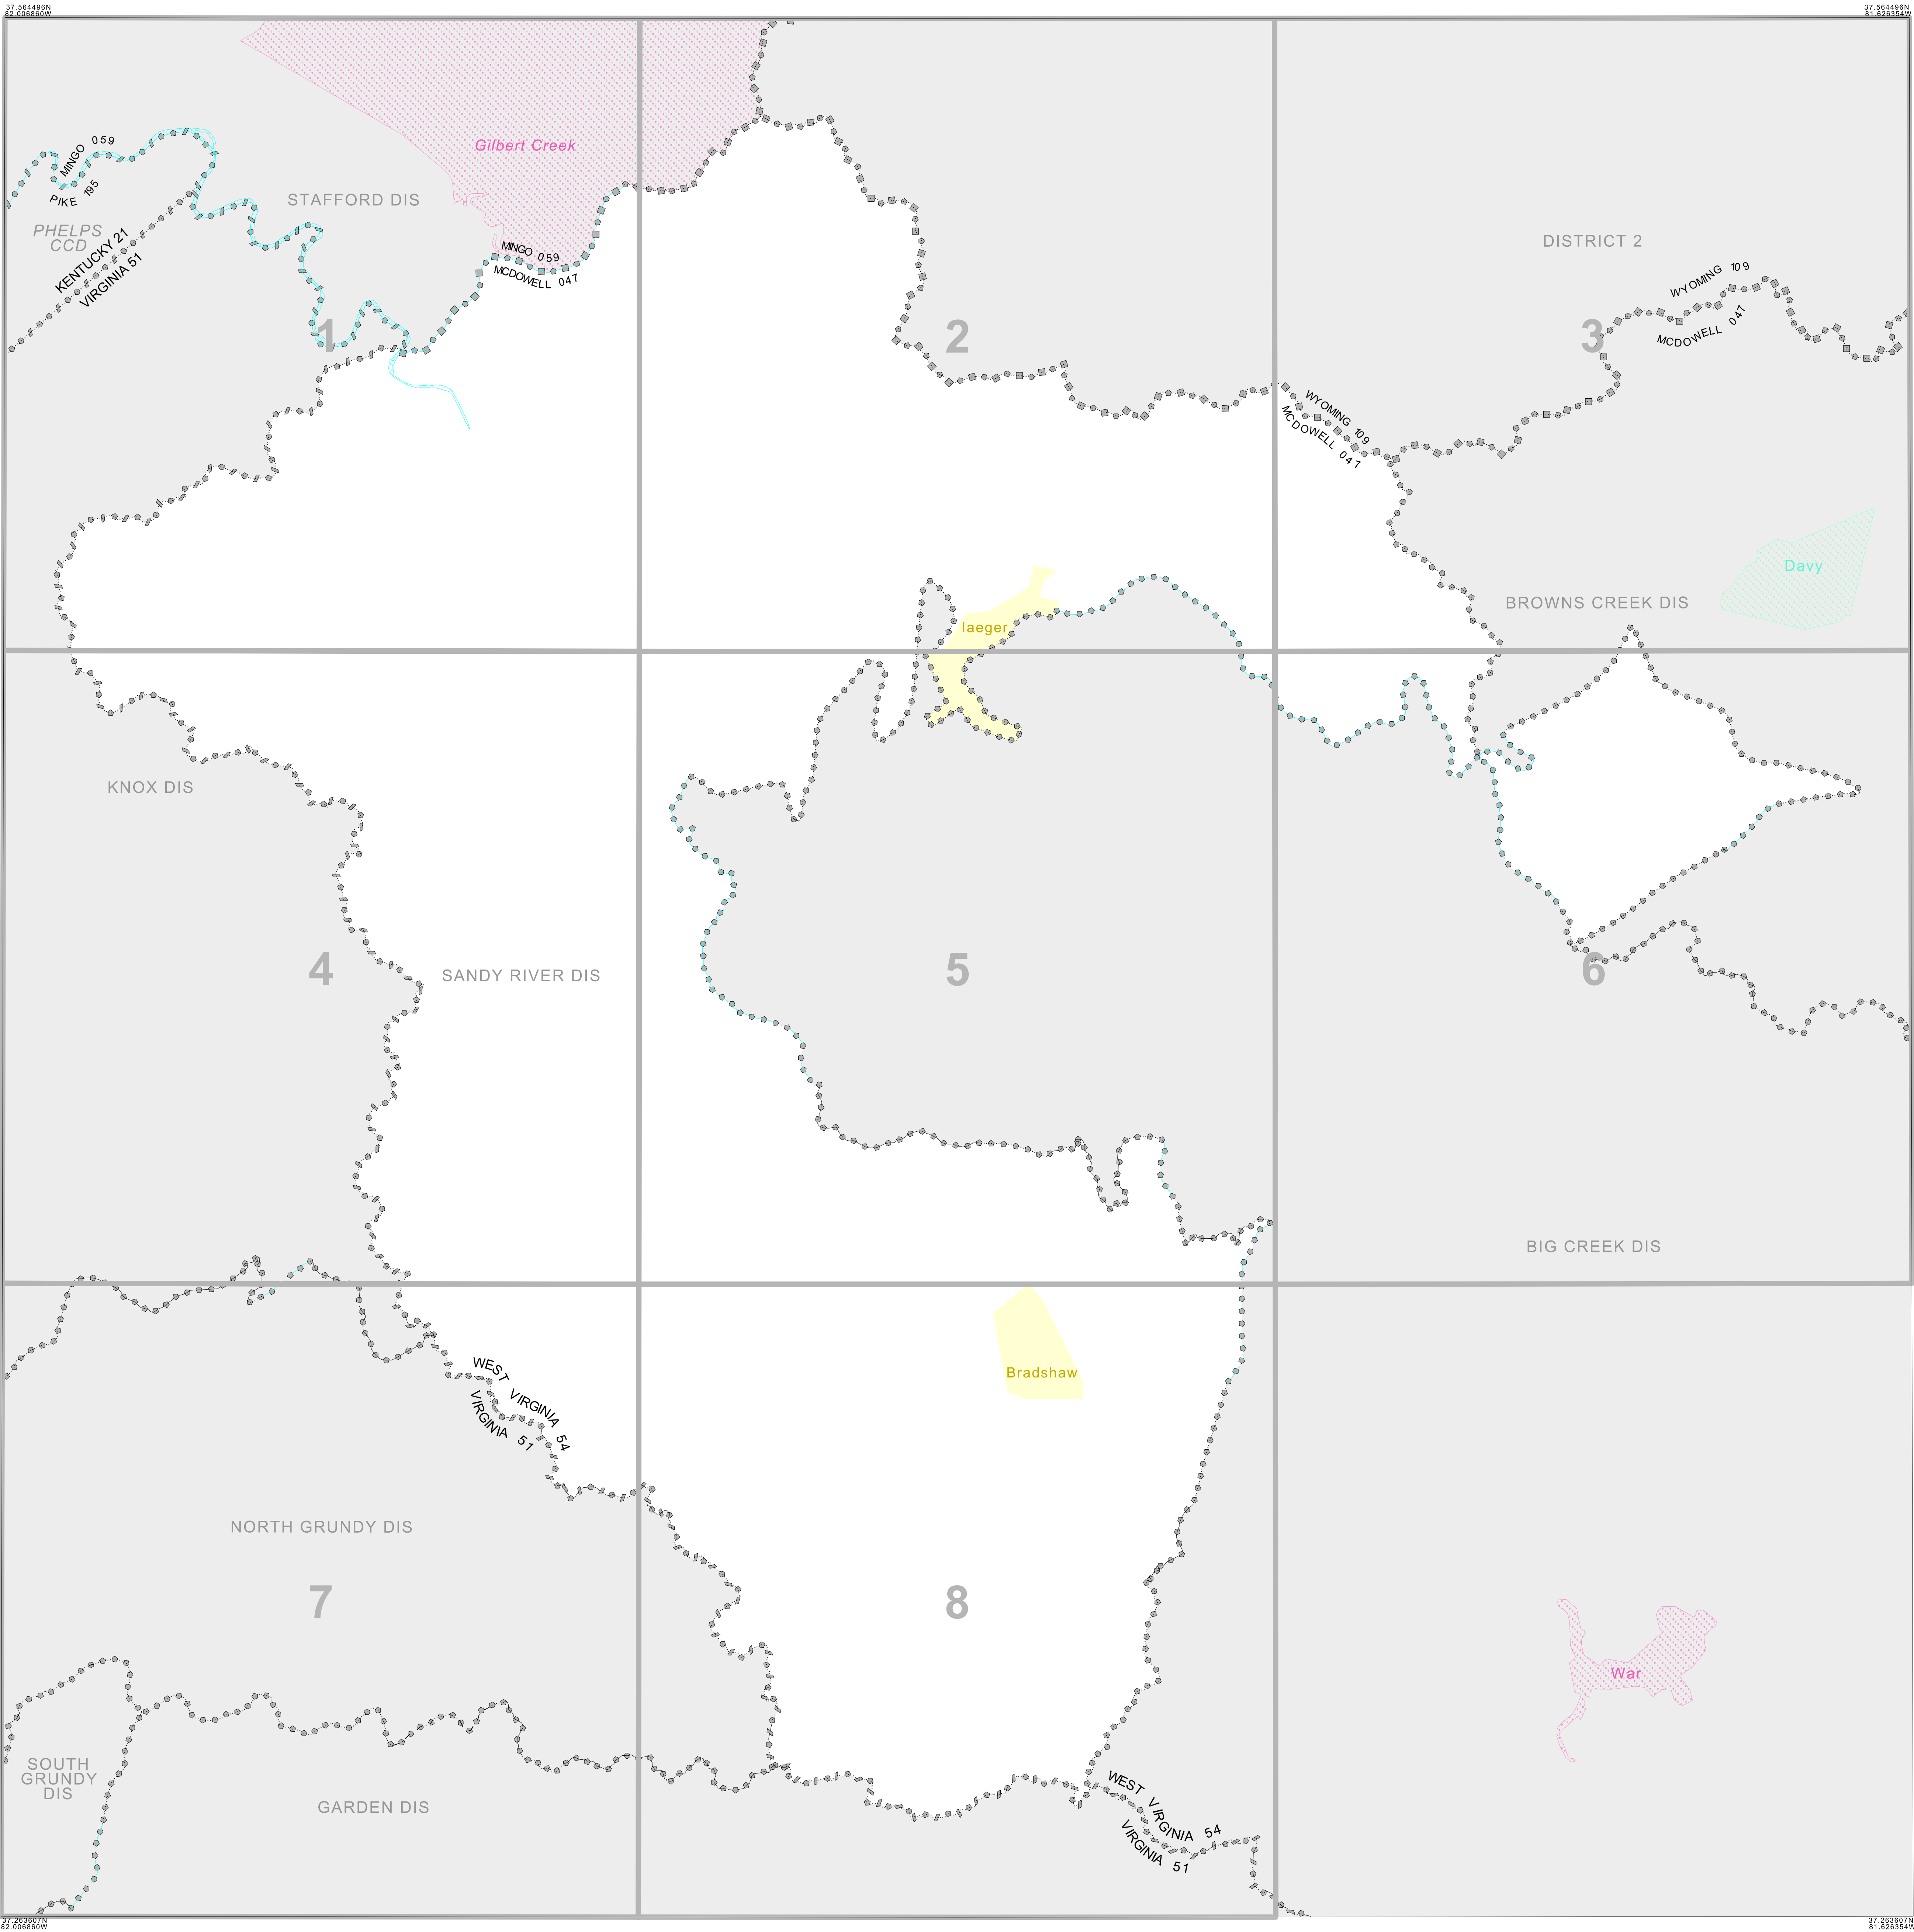 37.564496N
82.006860W
37.564496N
81.626354W
Gilbert Creek
MINGO 059
PIKE 195
STAFFORD DIS
PHELPS
CCD
KENTUCKY 21
VIRGINIA 51
MINGO 059
MCDOWELL 047
DISTRICT 2
WYOMING 109
MCDOWELL 047
1
2
3
WYOMING 109
MCDOWELL 047
Davy
BROWNS CREEK DIS
Iaeger
KNOX DIS
4
SANDY RIVER DIS
5
6
BIG CREEK DIS
Bradshaw
WEST VIRGINIA 54
VIRGINIA 51
NORTH GRUNDY DIS
7
8
War
SOUTH
GRUNDY
DIS
GARDEN DIS
WEST VIRGINIA 54
VIRGINIA 51
37.263607N
82.006860W
37.263607N
81.626354W